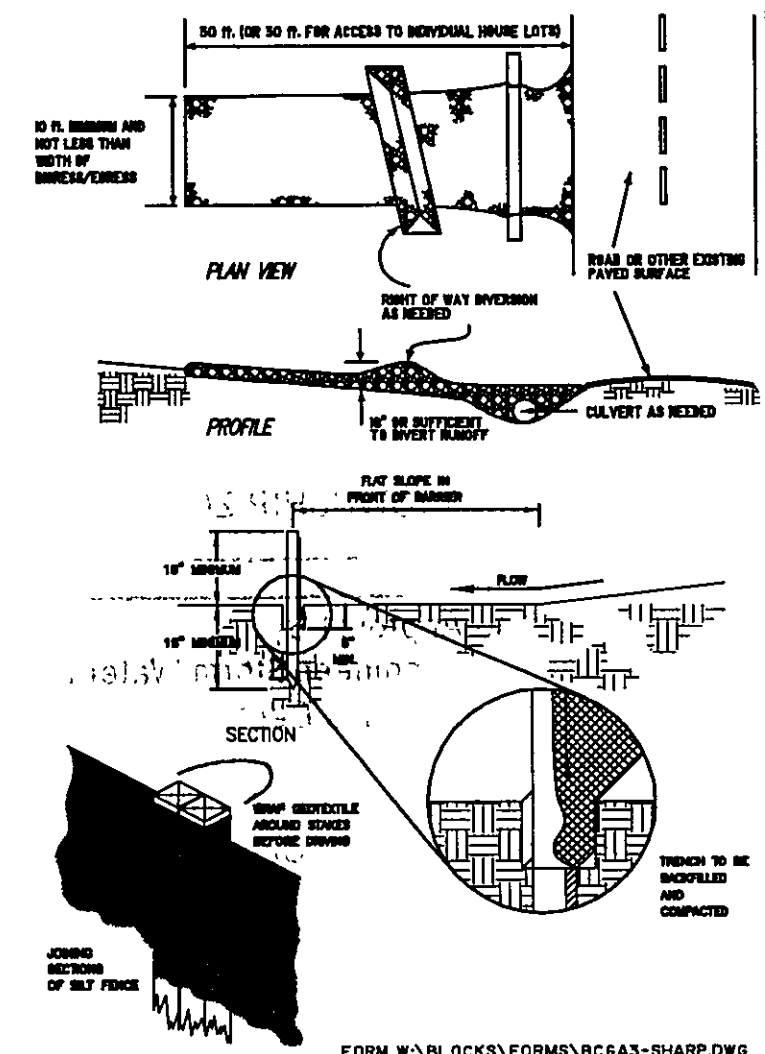 50 ft. (OR 30 ft. FOR ACCESS TO INDIVIDUAL HOUSE LOTS)
10 ft. MINIMUM AND
NOT LESS THAN
WIDTH OF
INGRESS/EGRESS
PLAN VIEW
RIGHT OF WAY DIVERSION
AS NEEDED
ROAD OR OTHER EXISTING
PAVED SURFACE
PROFILE
18" OR SUFFICIENT
TO DIVERT RUNOFF
CULVERT AS NEEDED
FLAT SLOPE IN
FRONT OF BARRIER
MINIMUM
FLOW
MINIMUM
MIN.
SECTION
WRAP GEOTEXTILE
AROUND STAKES
BEFORE DRIVING
TRENCH TO BE
BACKFILLED
AND
COMPACTED
JOINING
SECTIONS
OF SILT FENCE
FORM W:\BLOCKS\FORMS\BCGA3-SHARP.DWG